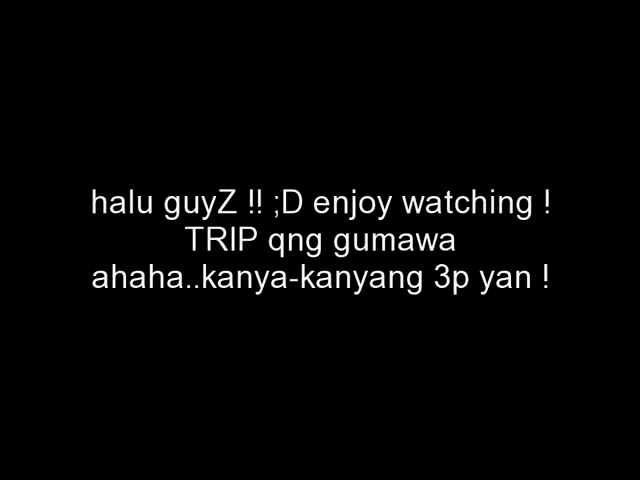 halu guyZ !! ;D enjoy watching !
TRIP qng gumawa
ahaha..kanya-kanyang 3p yan !